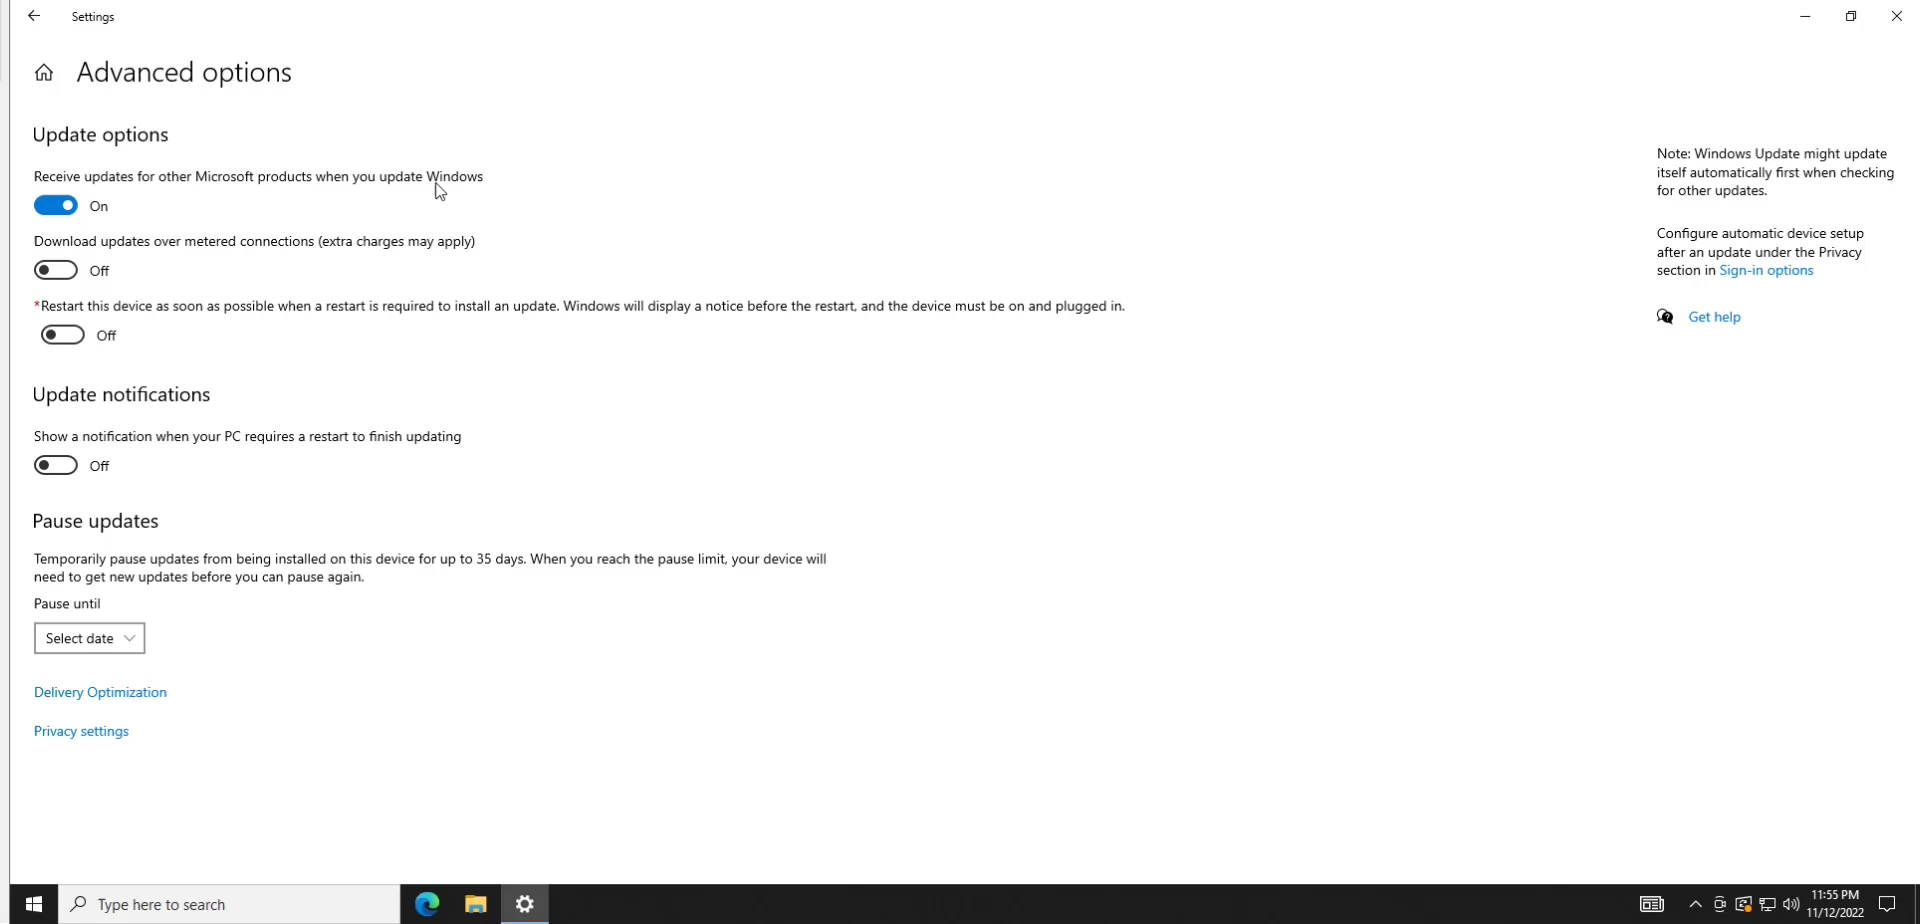 Settings
Advanced options
Update options
Receive updates for other Microsoft products when you update Windows
On
Download updates over metered connections (extra charges may apply)
Off
*Restart this device as soon as possible when a restart is required to install an update. Windows will display a notice before the restart, and the device must be on and plugged in.
Off
Update notifications
Show a notification when your PC requires a restart to finish updating
Off
Pause updates
Temporarily pause updates from being installed on this device for up to 35 days. When you reach the pause limit, your device will
need to get new updates before you can pause again.
Pause until
Select date
Delivery Optimization
Privacy settings
Note: Windows Update might update
itself automatically first when checking
for other updates.
Configure automatic device setup
after an update under the Privacy
section in Sign-in options
Get help
Type here to search
11:55 PM
11/12/2022